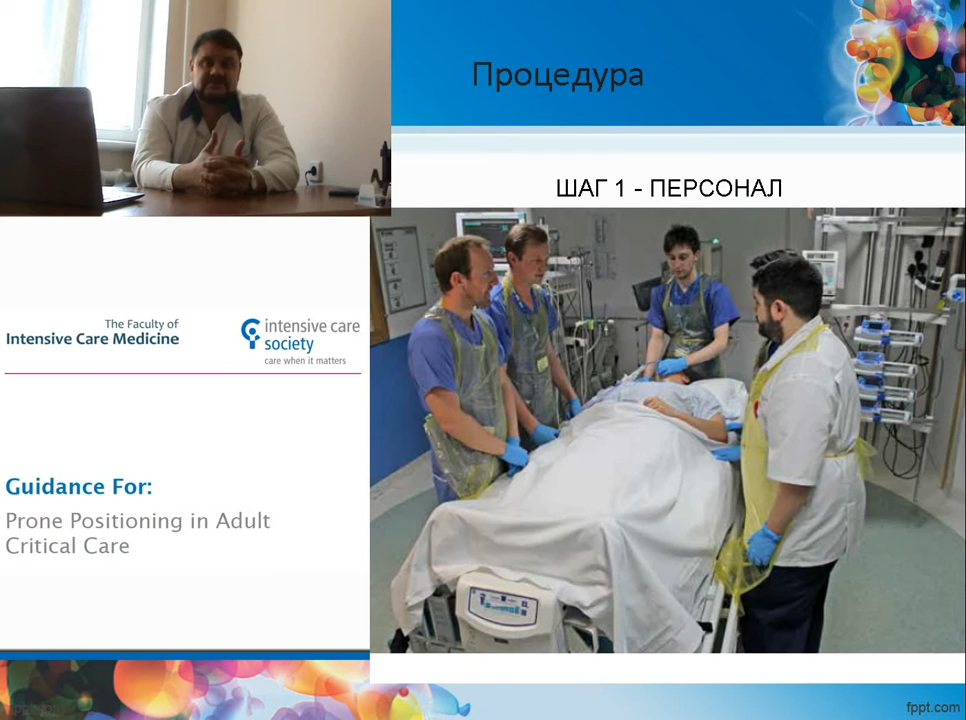 Процедура
ШАГ 1 - ПЕРСОНАЛ
The Faculty of
Intensive Care Medicine
intensive care
society
care when it matters
Guidance For:
Prone Positioning in Adult
Critical Care
fppt.com